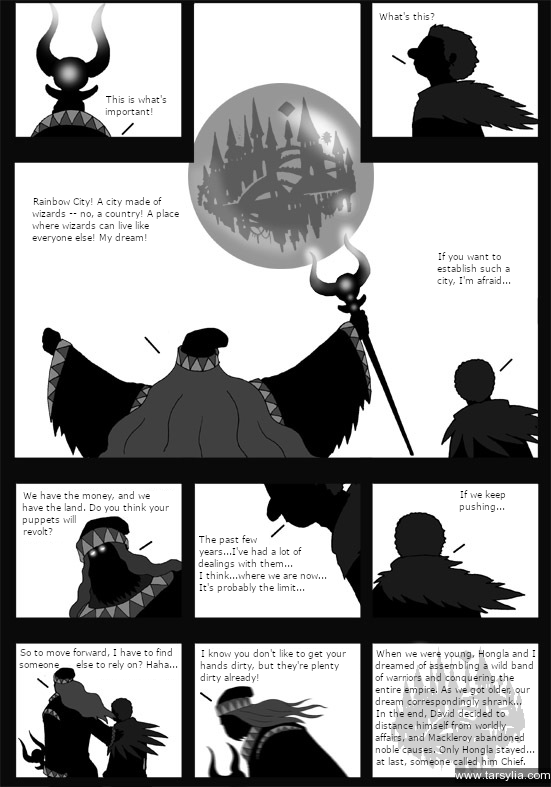 This is what's
important!
What's this?
Rainbow City! A city made of
wizards -- no, a country! A place
where wizards can live like
everyone else! My dream!
If you want to
establish such a
city, I'm afraid...
We have the money, and we
have the land. Do you think your
puppets will
revolt?
The past few
years...I've had a lot of
dealings with them...
I think...where we are now...
It's probably the limit...
If we keep
pushing...
So to move forward, I have to find
someone else to rely on? Haha...
I know you don't like to get your
hands dirty, but they're plenty
dirty already!
When we were young, Hongla and I
dreamed of assembling a wild band
of warriors and conquering the
entire empire. As we got older, our
dream correspondingly shrank...
In the end, David decided to
distance himself from worldly
affairs, and Mackleroy abandoned
noble causes. Only Hongla stayed...
at last, someone called him Chief.
www.tarsylia.com